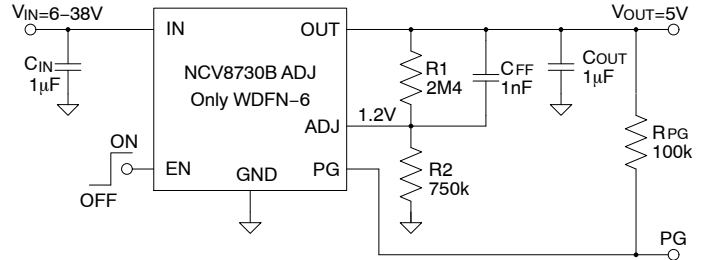 VIN=6–38V
IN
OUT
VOUT=5V
CIN
1μF
NCV8730B ADJ
Only WDFN−6
R1
2M4
CFF
1nF
COUT
1μF
1.2V
ADJ
RPG
100k
ON
OFF
EN
GND
PG
R2
750k
PG